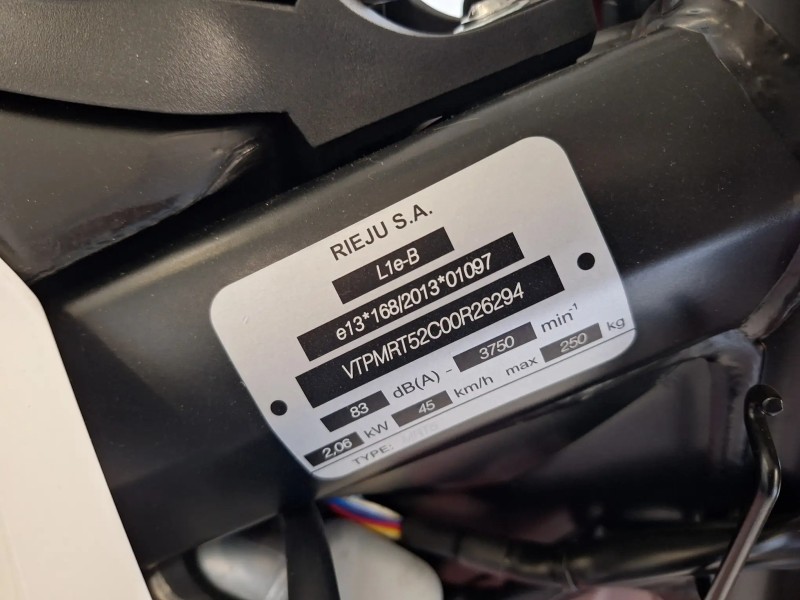 RIEJU S.A.
L1e-B
e13*168/2013*01097
VTPMRT52C00R26294
83 dB(A) - 3750 min-1
2,06 kW 45 km/h max 250 kg
TYPE: